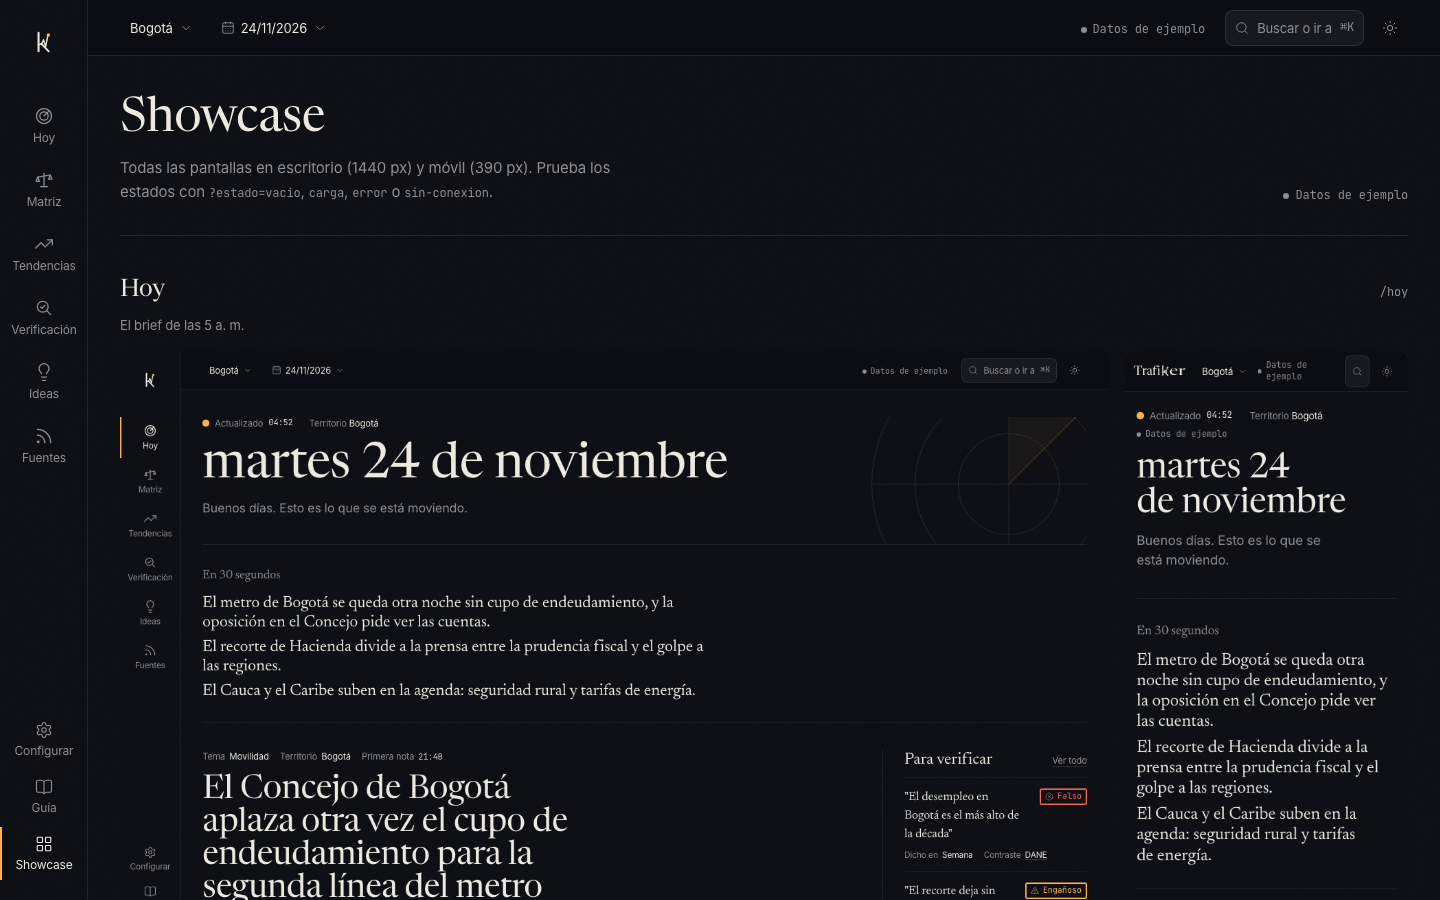 Bogotá
24/11/2026
Datos de ejemplo
Buscar o ir a ⌘K
Hoy
Matriz
Tendencias
Verificación
Ideas
Fuentes
Configurar
Guía
Showcase
Showcase
Todas las pantallas en escritorio (1440 px) y móvil (390 px). Prueba los
estados con ?estado=vacio, carga, error o sin-conexion.
Datos de ejemplo
Hoy
/hoy
El brief de las 5 a. m.
Bogotá
24/11/2026
Datos de ejemplo
Buscar o ir a ⌘K
Hoy
Matriz
Tendencias
Verificación
Ideas
Fuentes
Configurar
Actualizado 04:52 Territorio Bogotá
martes 24 de noviembre
Buenos días. Esto es lo que se está moviendo.
En 30 segundos
El metro de Bogotá se queda otra noche sin cupo de endeudamiento, y la
oposición en el Concejo pide ver las cuentas.
El recorte de Hacienda divide a la prensa entre la prudencia fiscal y el golpe a
las regiones.
El Cauca y el Caribe suben en la agenda: seguridad rural y tarifas de energía.
Tema Movilidad Territorio Bogotá Primera nota 21:40
El Concejo de Bogotá
aplaza otra vez el cupo de
endeudamiento para la
segunda línea del metro
Para verificar
Ver todo
"El desempleo en
Bogotá es el más alto de
la década"
Falso
Dicho en Semana Contraste DANE
"El recorte deja sin
Engañoso
Trafiker
Bogotá
Datos de
ejemplo
Actualizado 04:52 Territorio Bogotá
Datos de ejemplo
martes 24
de noviembre
Buenos días. Esto es lo que se
está moviendo.
En 30 segundos
El metro de Bogotá se queda otra
noche sin cupo de endeudamiento, y
la oposición en el Concejo pide ver
las cuentas.
El recorte de Hacienda divide a la
prensa entre la prudencia fiscal y el
golpe a las regiones.
El Cauca y el Caribe suben en la
agenda: seguridad rural y tarifas
de energía.